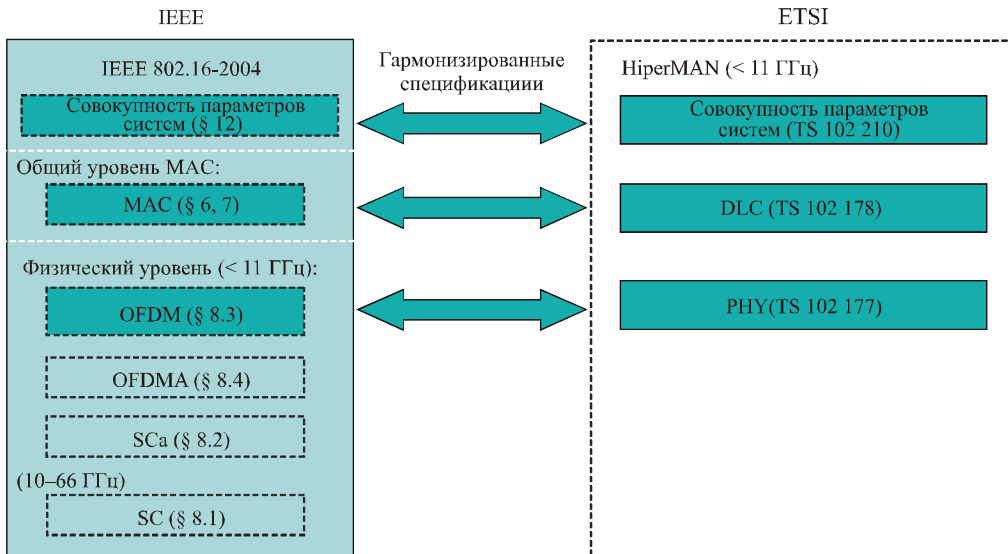 IEEE
IEEE 802.16-2004
Совокупность параметров
систем (§ 12)
Общий уровень MAC:
MAC (§ 6, 7)
Физический уровень (< 11 ГГц):
OFDM (§ 8.3)
OFDMA (§ 8.4)
SCa (§ 8.2)
(10–66 ГГц)
SC (§ 8.1)
Гармонизированные
спецификациии
ETSI
HiperMAN (< 11 ГГц)
Совокупность параметров
систем (TS 102 210)
DLC (TS 102 178)
PHY(TS 102 177)